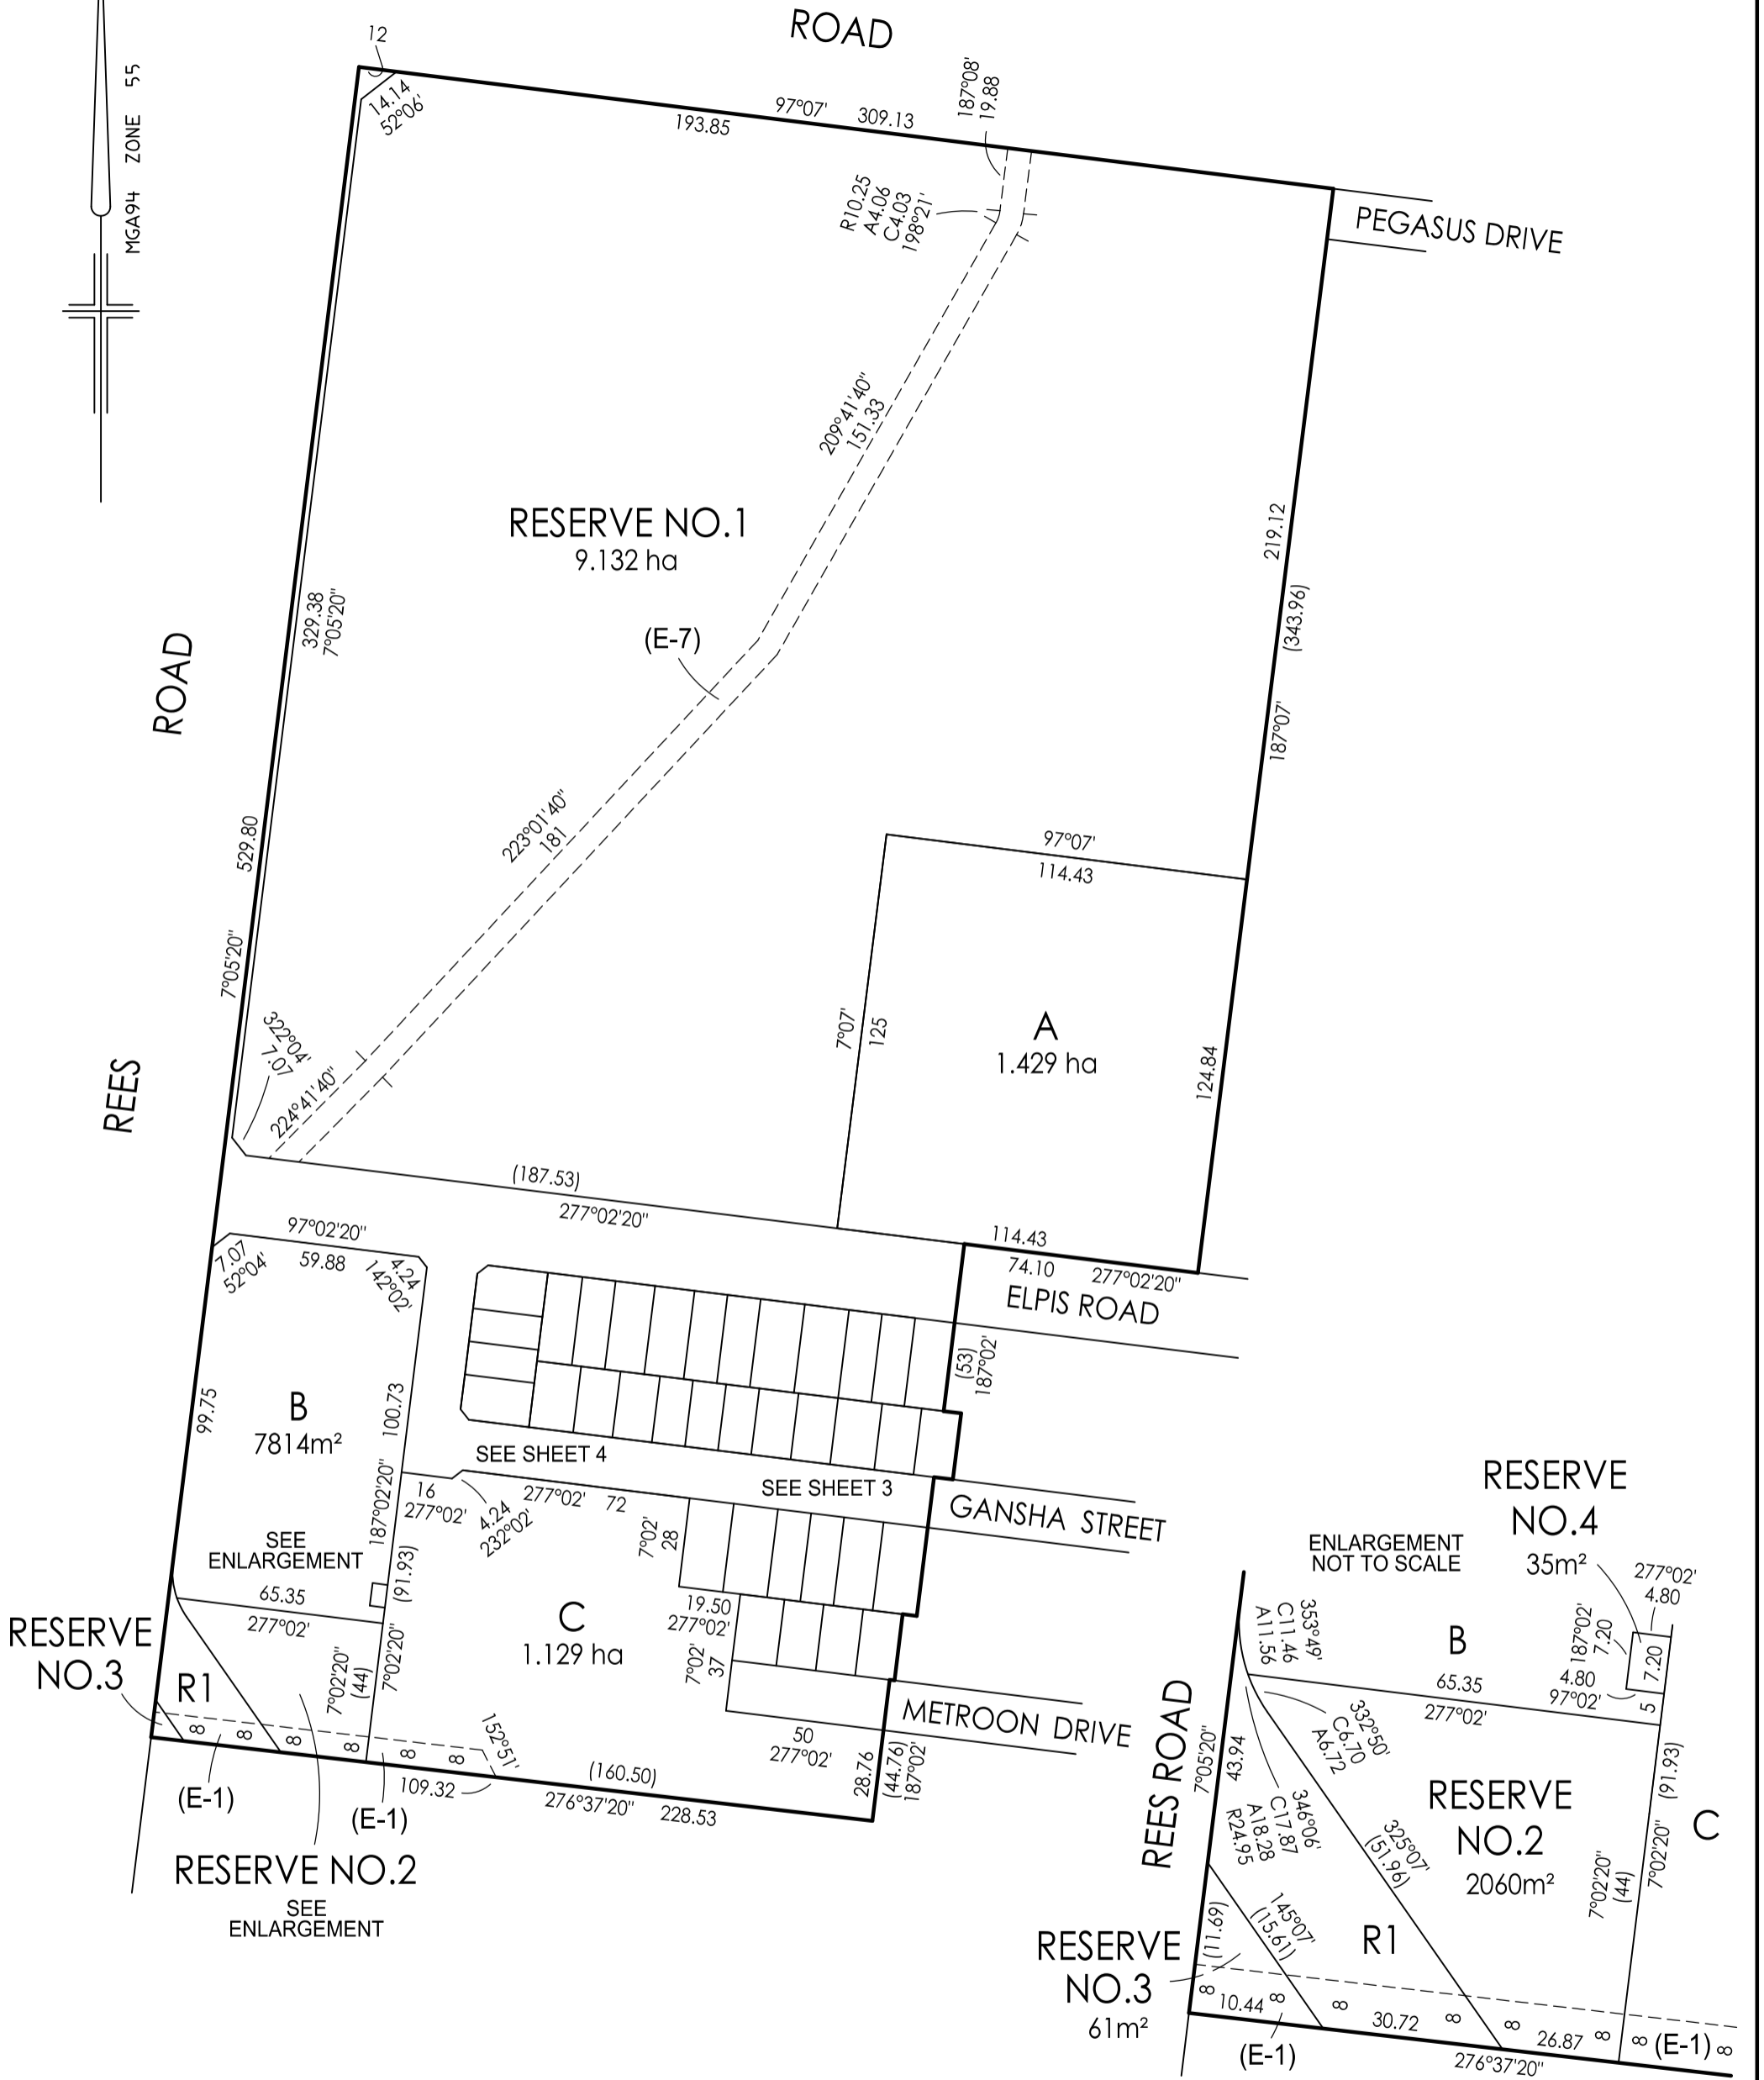 ROAD
12
MGA94 ZONE 55
14.14
52°06'
97°07' 309.13
193.85
187°08'
19.88
R10.25
A4.06
C4.03
198°21'
PEGASUS DRIVE
209°41'40"
151.33
RESERVE NO.1
9.132 ha
219.12
(343.96)
187°07'
329.38
7°05'20"
(E-7)
ROAD
223°01'40"
181
529.80
7°05'20"
97°07'
114.43
7°07'
125
A
1.429 ha
124.84
322°04'
7.07
224°41'40"
REES
(187.53)
277°02'20"
114.43
74.10 277°02'20"
ELPIS ROAD
97°02'20"
59.88
7.07
52°04'
4.24
142°02'
(53)
187°02'
99.75
B
7814m²
100.73
187°02'20"
SEE SHEET 4
SEE SHEET 3
16
277°02'
4.24
232°02'
277°02' 72
7°02'
28
GANSHA STREET
SEE
ENLARGEMENT
65.35
277°02'
(91.93)
7°02'20"
7°02'20"
(44)
C
1.129 ha
19.50
277°02'
7°02'
37
METROON DRIVE
RESERVE
NO.3
R1
8 8 8 8 8 8
152°51'
50
277°02'
28.76
(44.76)
187°02'
(E-1)
(E-1)
109.32
(160.50)
276°37'20" 228.53
RESERVE NO.2
SEE
ENLARGEMENT
RESERVE
NO.4
35m²
ENLARGEMENT
NOT TO SCALE
277°02'
4.80
187°02'
7.20
7.20
4.80
97°02'
5
353°49'
C11.46
A11.56
B
65.35
277°02'
332°50'
C6.70
A6.72
REES ROAD
7°05'20"
43.94
346°06'
C17.87
A18.28
R24.95
325°07'
(51.96)
RESERVE
NO.2
2060m²
(91.93)
7°02'20"
7°02'20"
(44)
C
(11.69)
145°07'
(15.61)
R1
RESERVE
NO.3
61m²
8 10.44 8 8 30.72 8 8 26.87 8 8 (E-1) 8
(E-1)
276°37'20"